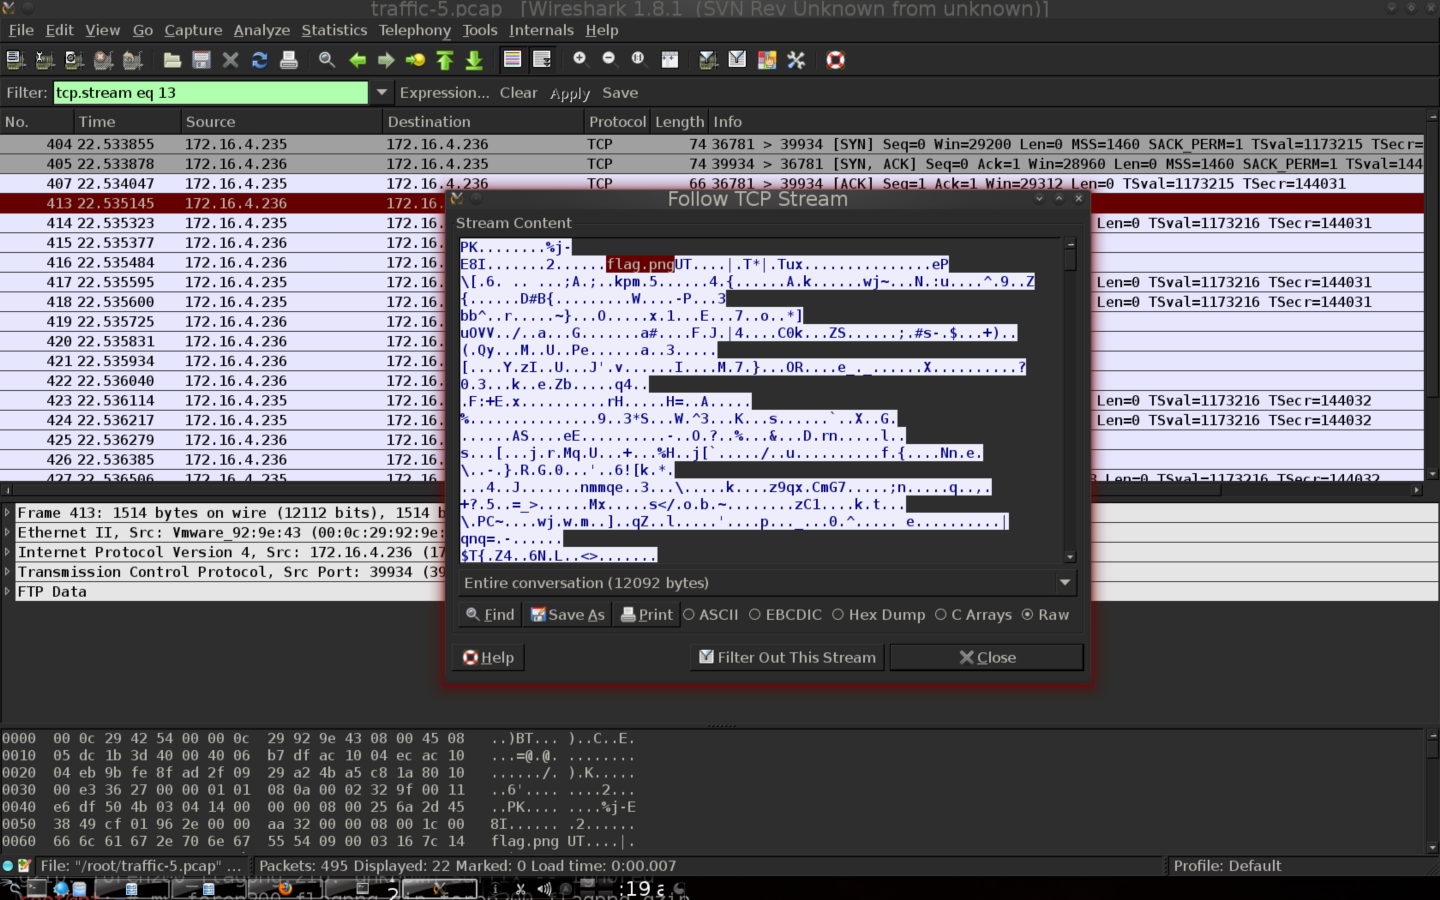 traffic-5.pcap   [Wireshark 1.8.1  (SVN Rev Unknown from unknown)]
File Edit View Go Capture Analyze Statistics Telephony Tools Internals Help
Filter: tcp.stream eq 13 Expression... Clear Apply Save
No. Time Source Destination Protocol Length Info
404 22.533855 172.16.4.235 172.16.4.236 TCP 74 36781 > 39934 [SYN] Seq=0 Win=29200 Len=0 MSS=1460 SACK_PERM=1 TSval=1173215 TSecr=
405 22.533878 172.16.4.236 172.16.4.235 TCP 74 39934 > 36781 [SYN, ACK] Seq=0 Ack=1 Win=28960 Len=0 MSS=1460 SACK_PERM=1 TSval=144
407 22.534047 172.16.4.235 172.16.4.236 TCP 66 36781 > 39934 [ACK] Seq=1 Ack=1 Win=29312 Len=0 TSval=1173215 TSecr=144031
413 22.535145 172.16.4.236 172.16.
414 22.535323 172.16.4.235 172.16. Len=0 TSval=1173216 TSecr=144031
415 22.535377 172.16.4.236 172.16.
416 22.535484 172.16.4.236 172.16.
417 22.535595 172.16.4.235 172.16. Len=0 TSval=1173216 TSecr=144031
418 22.535600 172.16.4.235 172.16. Len=0 TSval=1173216 TSecr=144031
419 22.535725 172.16.4.236 172.16.
420 22.535831 172.16.4.236 172.16.
421 22.535934 172.16.4.236 172.16.
422 22.536040 172.16.4.236 172.16.
423 22.536114 172.16.4.235 172.16. Len=0 TSval=1173216 TSecr=144032
424 22.536217 172.16.4.235 172.16. Len=0 TSval=1173216 TSecr=144032
425 22.536279 172.16.4.236 172.16.
426 22.536385 172.16.4.236 172.16.
427 22.536506 172.16.4.235 172.16. Len=0 TSval=1173216 TSecr=144032
Follow TCP Stream
Stream Content
PK........%j-
E8I.......2......flag.pngUT....|.T*|.Tux...............eP
\[.6. .. ...;A.;..kpm.5......4.{......A.k......wj~...N.:u....^.9..Z
{......D#B{.........W....-P...3
bb^..r.....~}...O.....x.1...E...7..o..*]
uOVV../..a...G.......a#....F.J.|4....C0k...ZS......;.#s-.$...+)..
(.Qy...M..U..Pe......a..3.....
[....Y.zI..U...J'.v......I....M.7.}...OR....e_._......X..........?
0.3...k..e.Zb.....q4..
.F:+E.x..........rH.....H=..A.....
%...............9..3*S...W.^3...K...s......`..X..G.
......AS....eE..........-..O.?..%...&...D.rn.....l..
s...[...j.r.Mq.U...+...%H..j[`...../..u..........f.{....Nn.e.
\..-.}.R.G.0...'..6![k.*.
...4..J.......nmmqe..3...\.....k....z9qx.CmG7.....;n.....q..,.
+?.5..=_>......Mx.....s</.o.b.~........zC1....k.t...
\.PC~....wj.w.m..]..qZ..l.....'....p..._...0.^..... e..........|
qnq=.-......
$T{.Z4..6N.L..<>.......
Entire conversation (12092 bytes)
Find Save As Print ASCII EBCDIC Hex Dump C Arrays Raw
Help Filter Out This Stream Close
Frame 413: 1514 bytes on wire (12112 bits), 1514 b
Ethernet II, Src: Vmware_92:9e:43 (00:0c:29:92:9e:
Internet Protocol Version 4, Src: 172.16.4.236 (17
Transmission Control Protocol, Src Port: 39934 (39
FTP Data
0000 00 0c 29 42 54 00 00 0c 29 92 9e 43 08 00 45 08 ..)BT... )..C..E.
0010 05 dc 1b 3d 40 00 40 06 b7 df ac 10 04 ec ac 10 ...=@.@. ........
0020 04 eb 9b fe 8f ad 2f 09 29 a2 4b a5 c8 1a 80 10 ....../. ).K.....
0030 00 e3 36 27 00 00 01 01 08 0a 00 02 32 9f 00 11 ..6'.... ....2...
0040 e6 df 50 4b 03 04 14 00 00 00 08 00 25 6a 2d 45 ..PK.... ....%j-E
0050 38 49 cf 01 96 2e 00 00 aa 32 00 00 08 00 1c 00 8I...... .2......
0060 66 6c 61 67 2e 70 6e 67 55 54 09 00 03 16 7c 14 flag.png UT....|.
File: "/root/traffic-5.pcap" ... Packets: 495 Displayed: 22 Marked: 0 Load time: 0:00.007 Profile: Default
2 :19